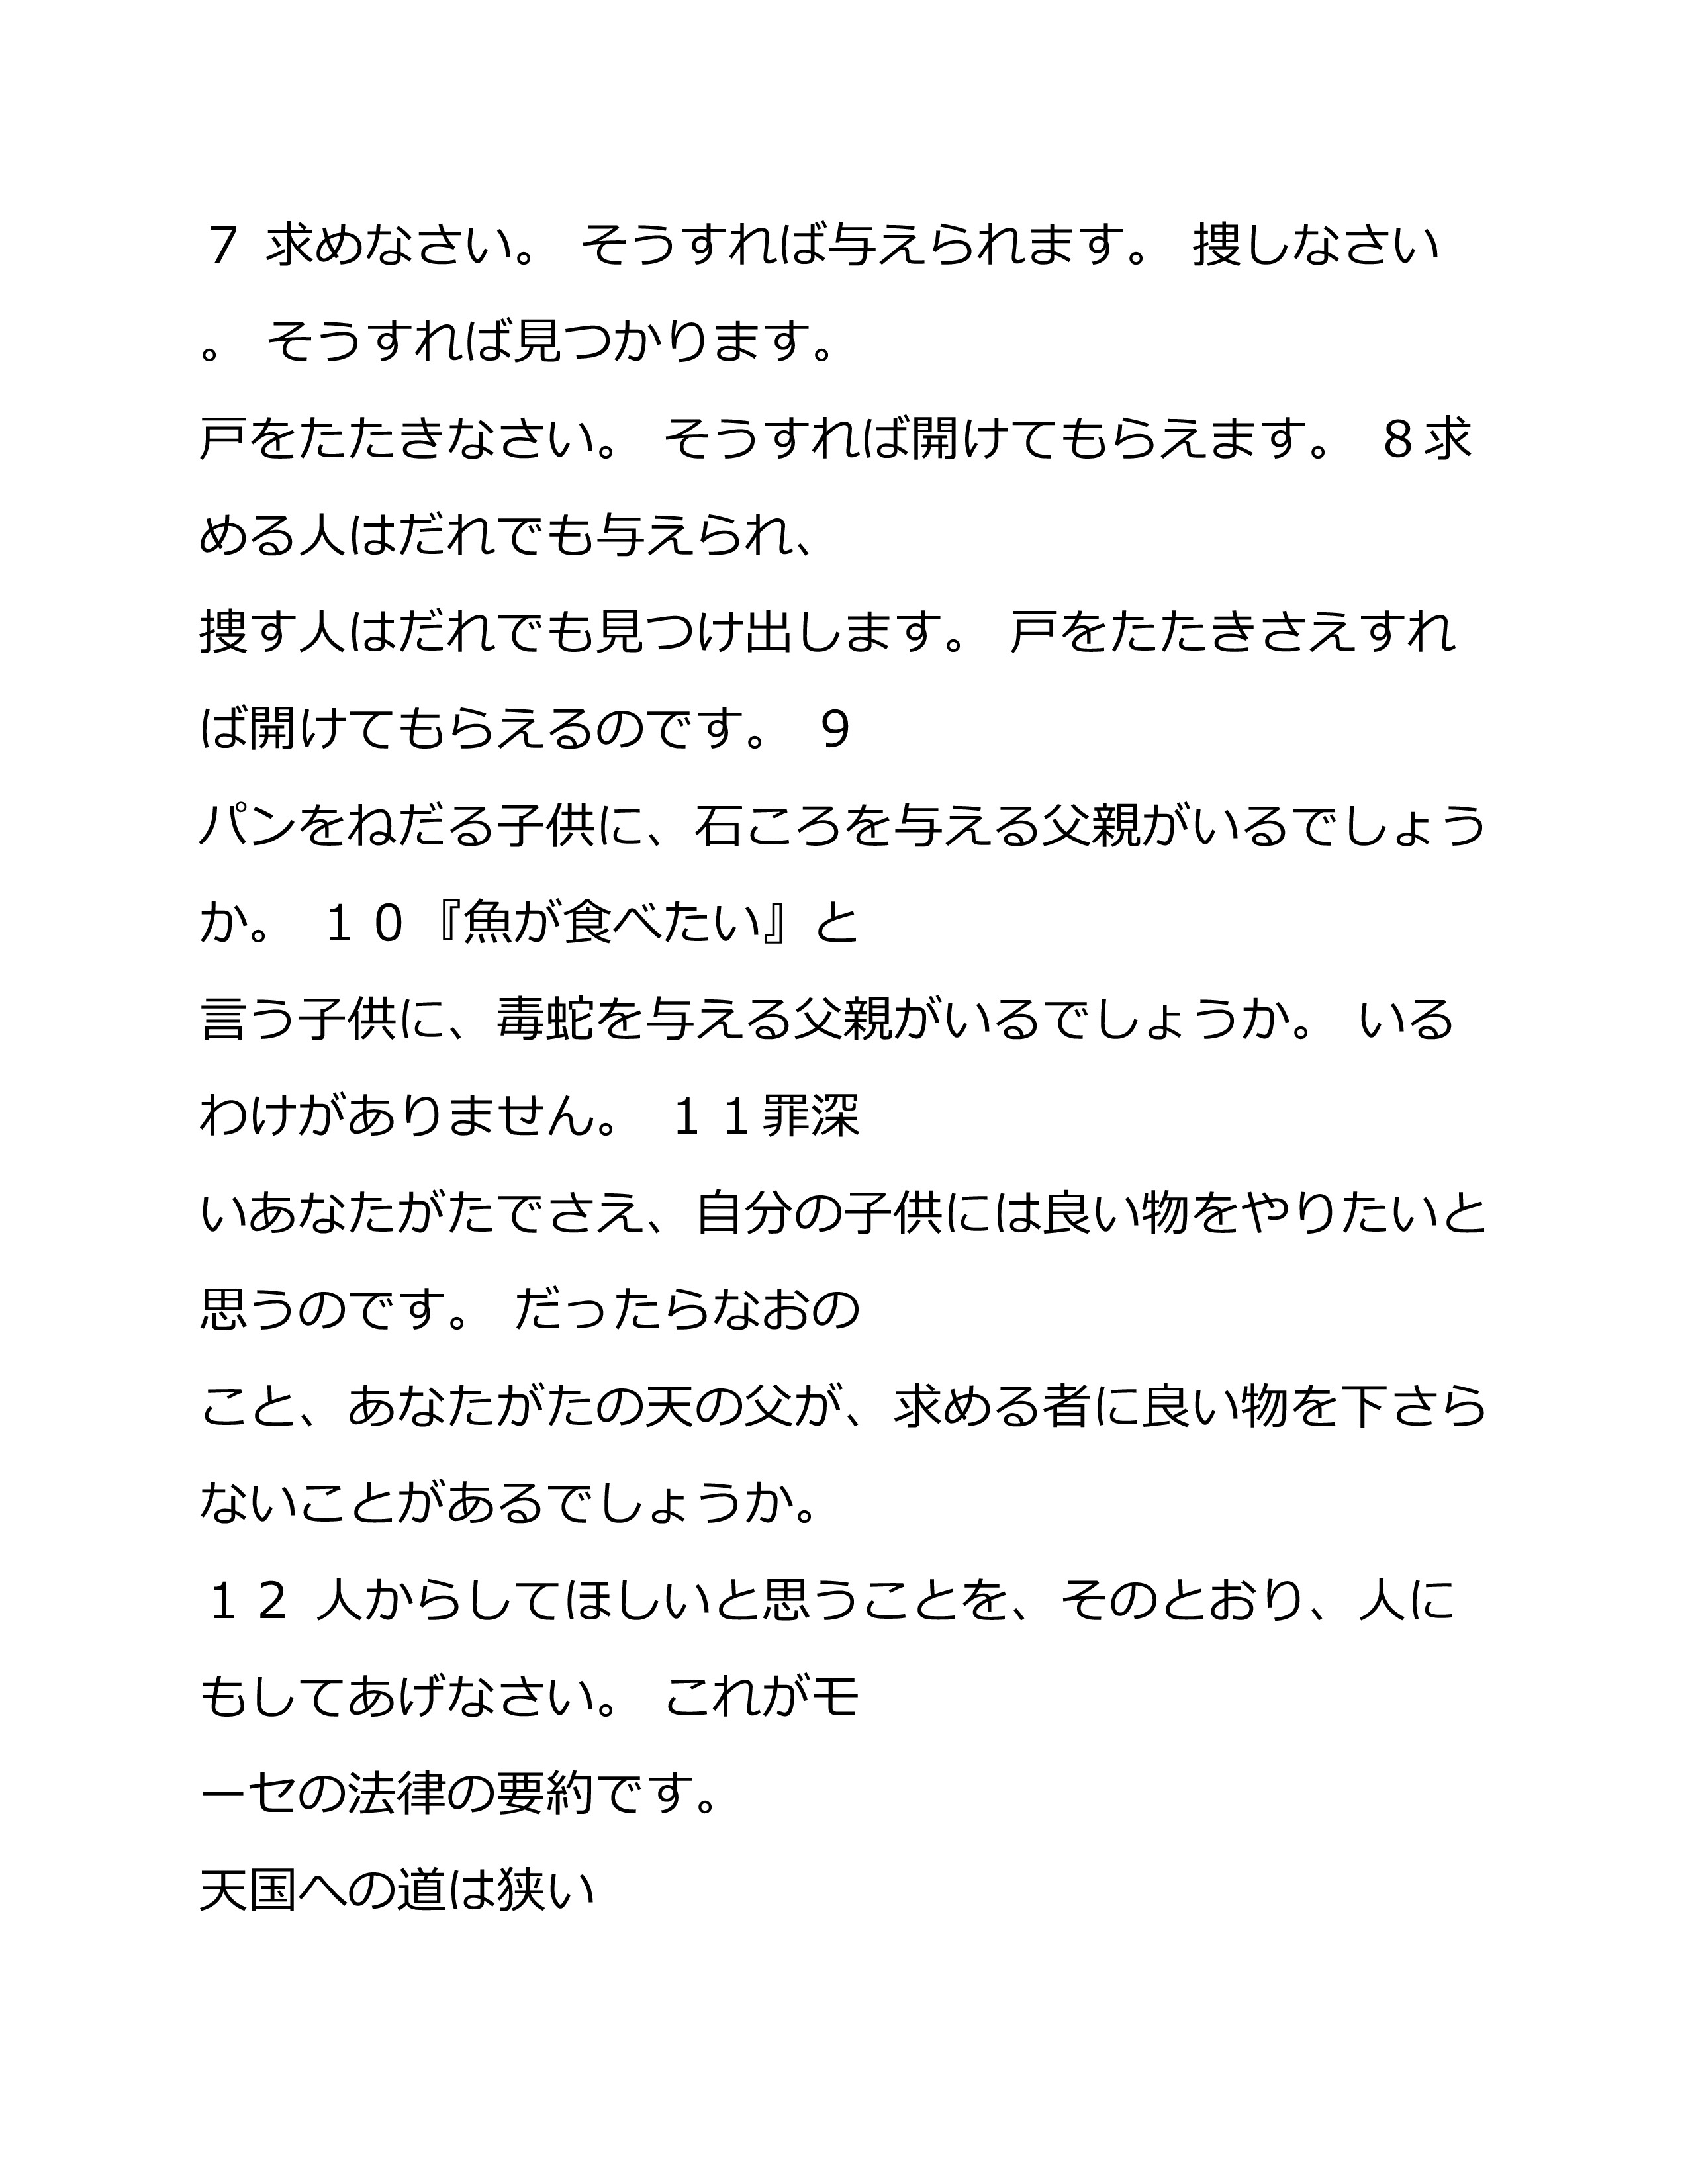 ７ 求めなさい。 そうすれば与えられます。 捜しなさい
。 そうすれば見つかります。
戸をたたきなさい。 そうすれば開けてもらえます。 ８求
める人はだれでも与えられ、
捜す人はだれでも見つけ出します。 戸をたたきさえすれ
ば開けてもらえるのです。 ９
パンをねだる子供に、石ころを与える父親がいるでしょう
か。 １０『魚が食べたい』と
言う子供に、毒蛇を与える父親がいるでしょうか。 いる
わけがありません。 １１罪深
いあなたがたでさえ、自分の子供には良い物をやりたいと
思うのです。 だったらなおの
こと、あなたがたの天の父が、求める者に良い物を下さら
ないことがあるでしょうか。
１２ 人からしてほしいと思うことを、そのとおり、人に
もしてあげなさい。 これがモ
ーセの法律の要約です。
天国への道は狭い